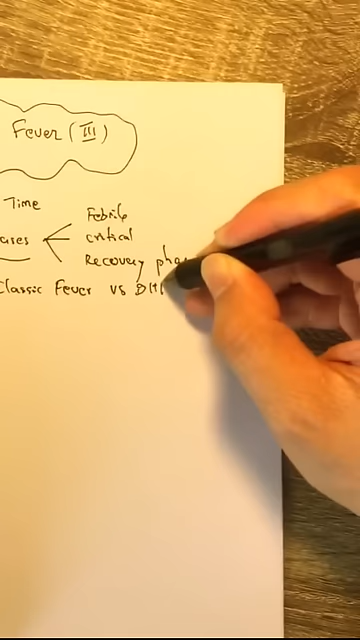 Fever (III)
Time
Febrile
critical
Recovery
Classic Fever vs